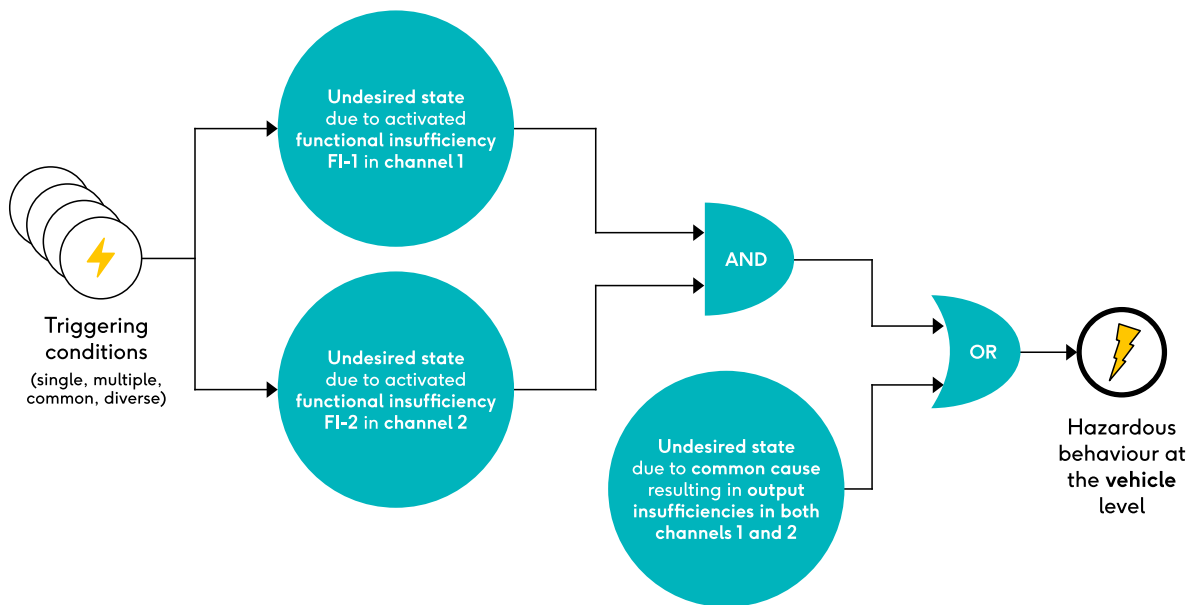 Undesired state
due to activated
functional insufficiency
FI-1 in channel 1
Triggering
conditions
(single, multiple,
common, diverse)
Undesired state
due to activated
functional insufficiency
FI-2 in channel 2
AND
Undesired state
due to common cause
resulting in output
insufficiencies in both
channels 1 and 2
OR
Hazardous
behaviour at
the vehicle
level